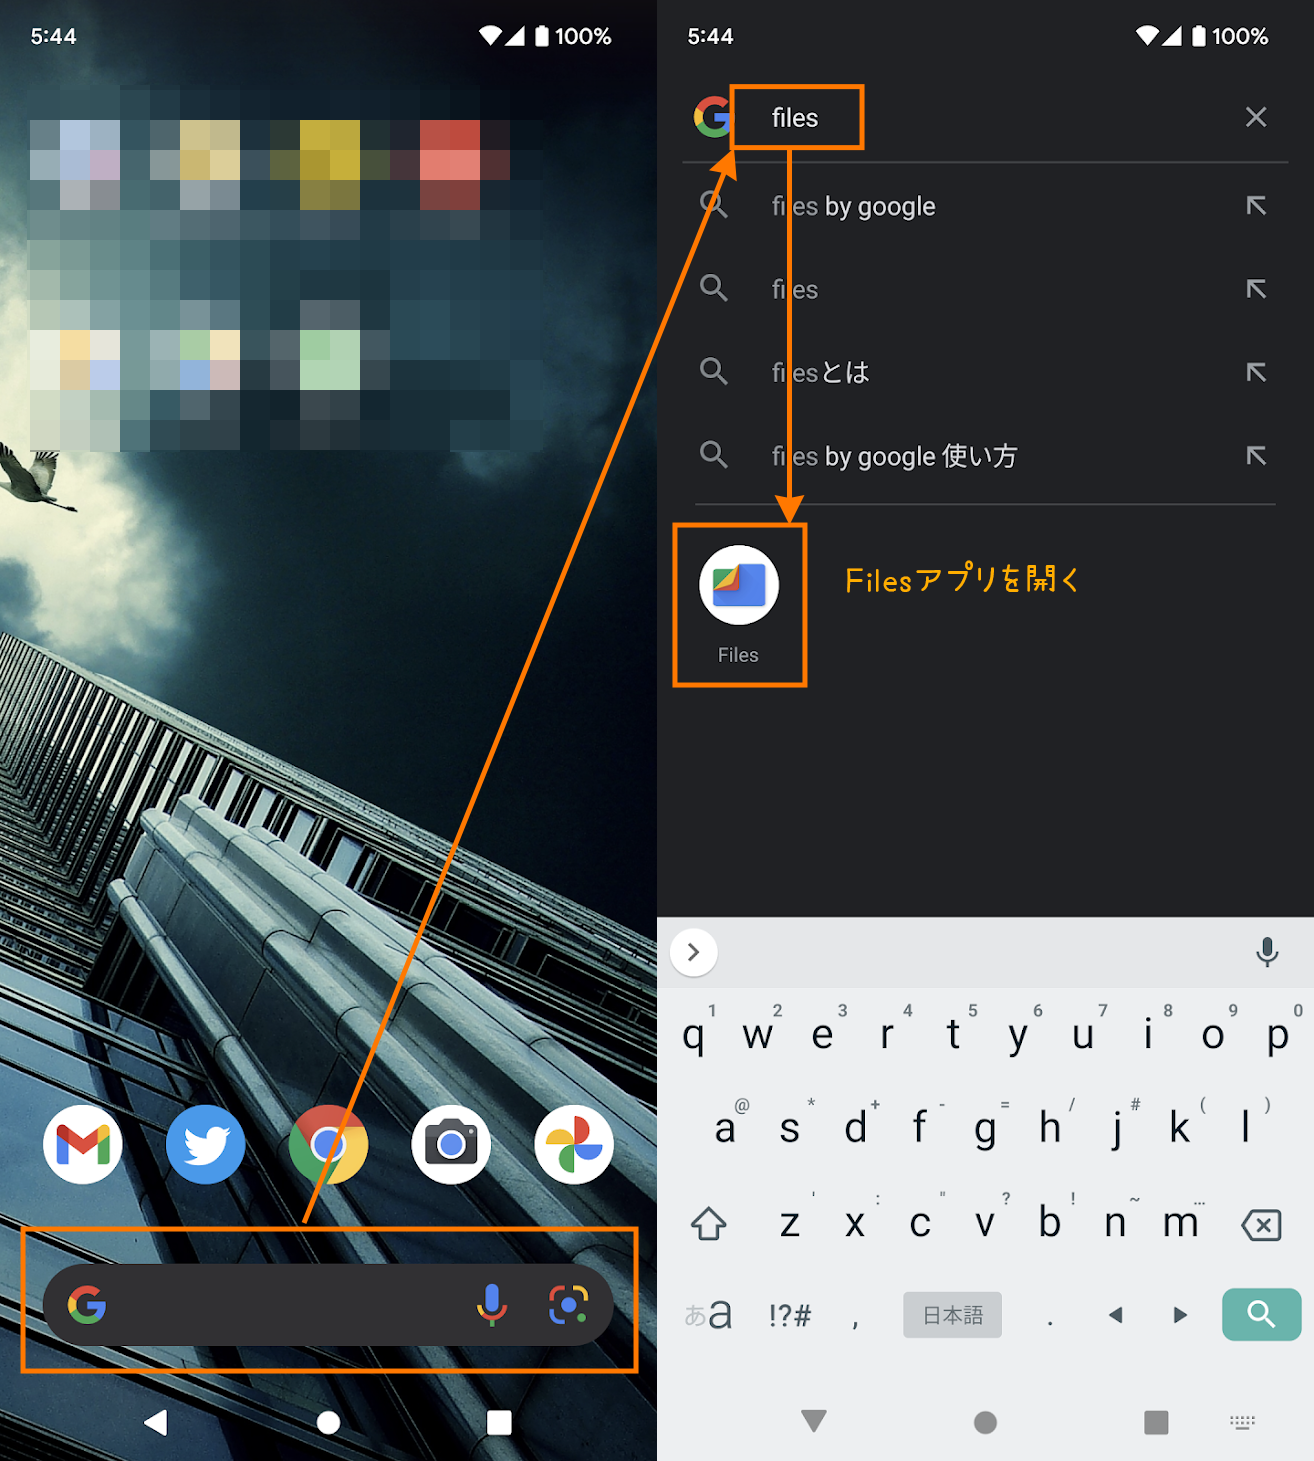 5:44
100%
5:44
100%
files
files by google
files
filesとは
files by google 使い方
Files
Filesアプリを開く
1 2 3 4 5 6 7 8 9 0
q w e r t y u i o p
@ * + - = / # ( )
a s d f g h j k l
' : " ? ! ~ …
z x c v b n m
あa !?# , 日本語 .